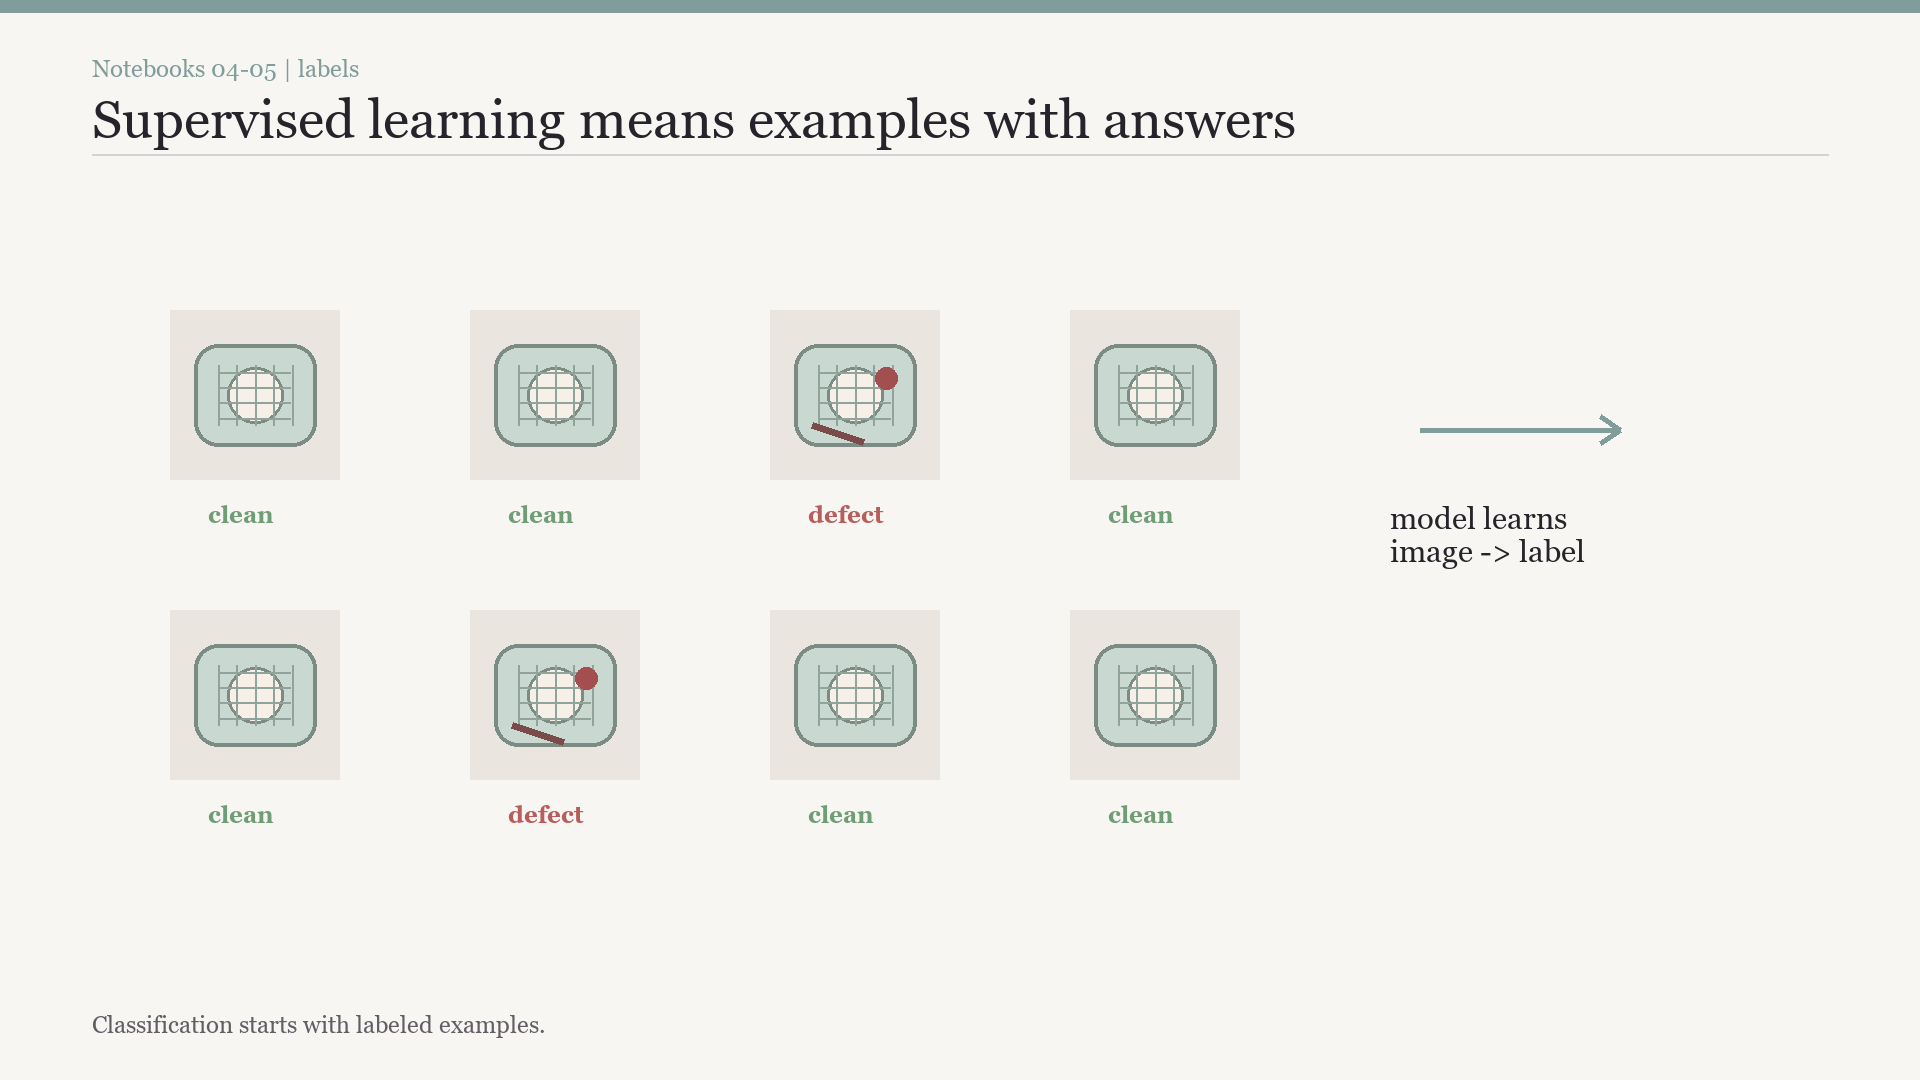 Notebooks 04-05 | labels
Supervised learning means examples with answers
clean
clean
defect
clean
model learns
image -> label
clean
defect
clean
clean
Classification starts with labeled examples.